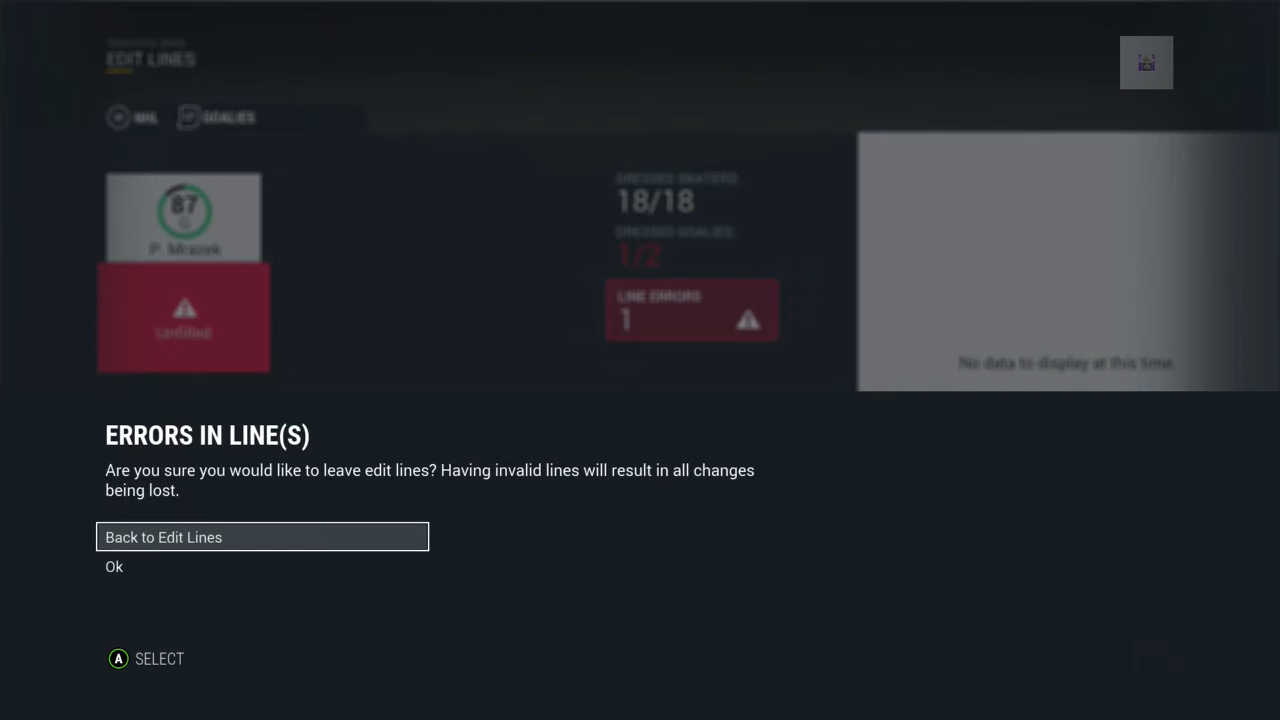 EDIT LINES
NHL
GOALIES
87
G
P. Mrazek
Unfilled
DRESSED SKATERS
18/18
DRESSED GOALIES
1/2
LINE ERRORS
1
No data to display at this time.
ERRORS IN LINE(S)
Are you sure you would like to leave edit lines? Having invalid lines will result in all changes
being lost.
Back to Edit Lines
Ok
A SELECT